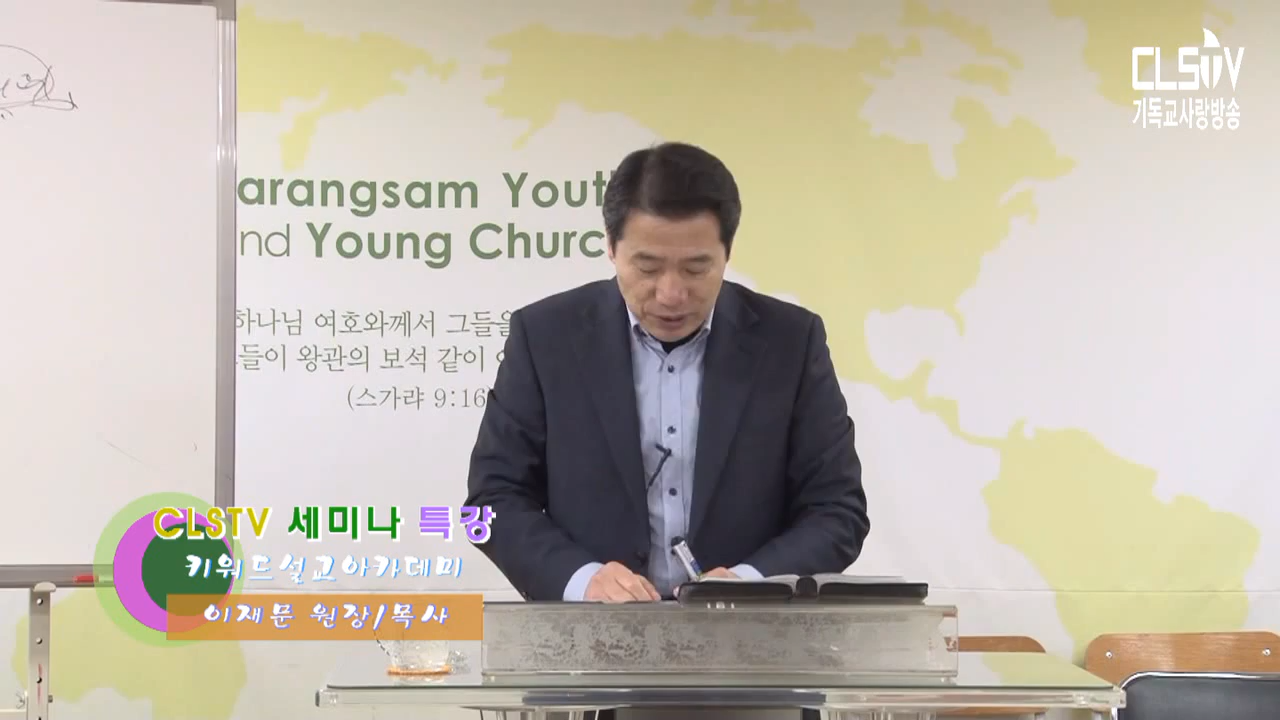 CLSTV
기독교사랑방송
arangsam Yout
nd Young Churc
하나님 여호와께서 그들을
들이 왕관의 보석 같이
(스가랴 9:16)
CLSTV 세미나 특강
키워드설교아카데미
이재문 원장/목사